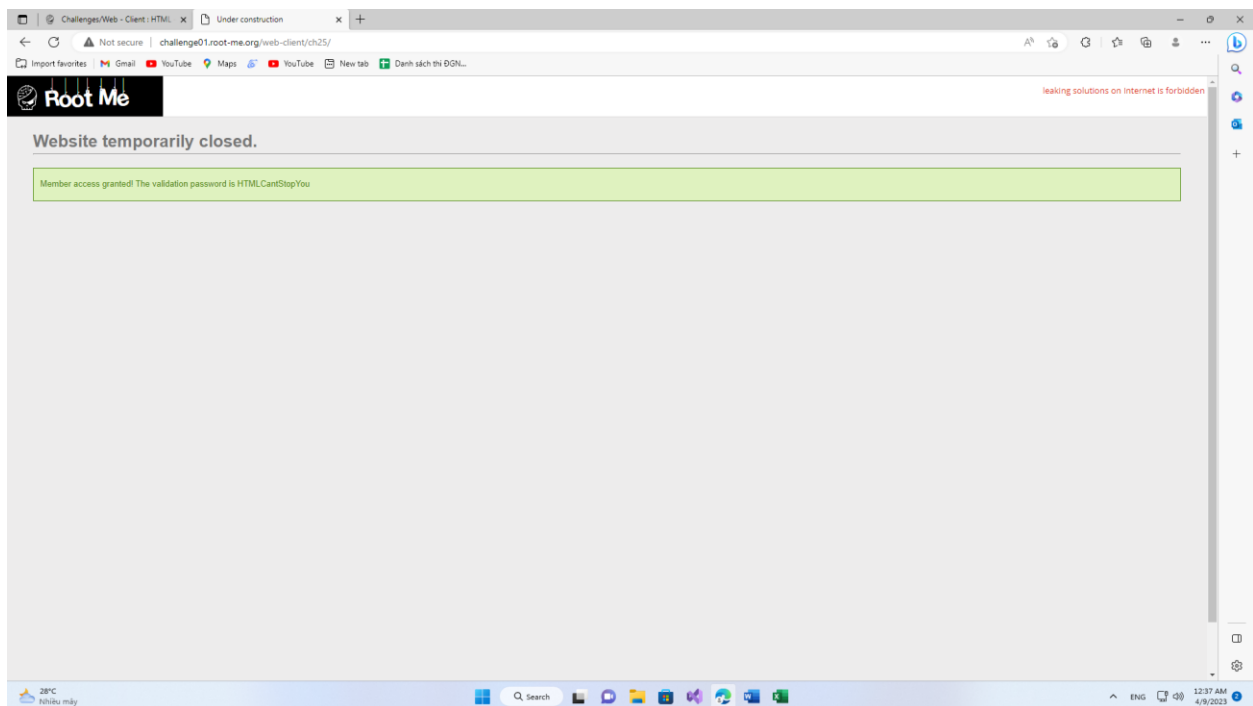 Challenges/Web - Client : HTML
Under construction
Not secure | challenge01.root-me.org/web-client/ch25/
Import favorites
Gmail
YouTube
Maps
YouTube
New tab
Danh sách thi ĐGN...
Root Me
leaking solutions on internet is forbidden
Website temporarily closed.
Member access granted! The validation password is HTMLCantStopYou
28°C
Nhiều mây
Search
ENG
12:37 AM
4/9/2023